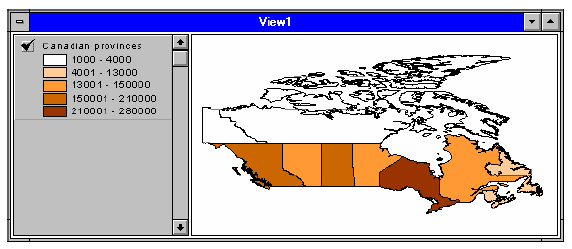 View1
Canadian provinces
1000 - 4000
4001 - 13000
13001 - 150000
150001 - 210000
210001 - 280000